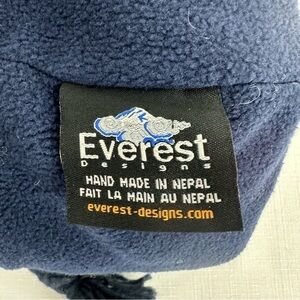 Everest
Designs
HAND MADE IN NEPAL
FAIT LA MAIN AU NEPAL
everest-designs.com